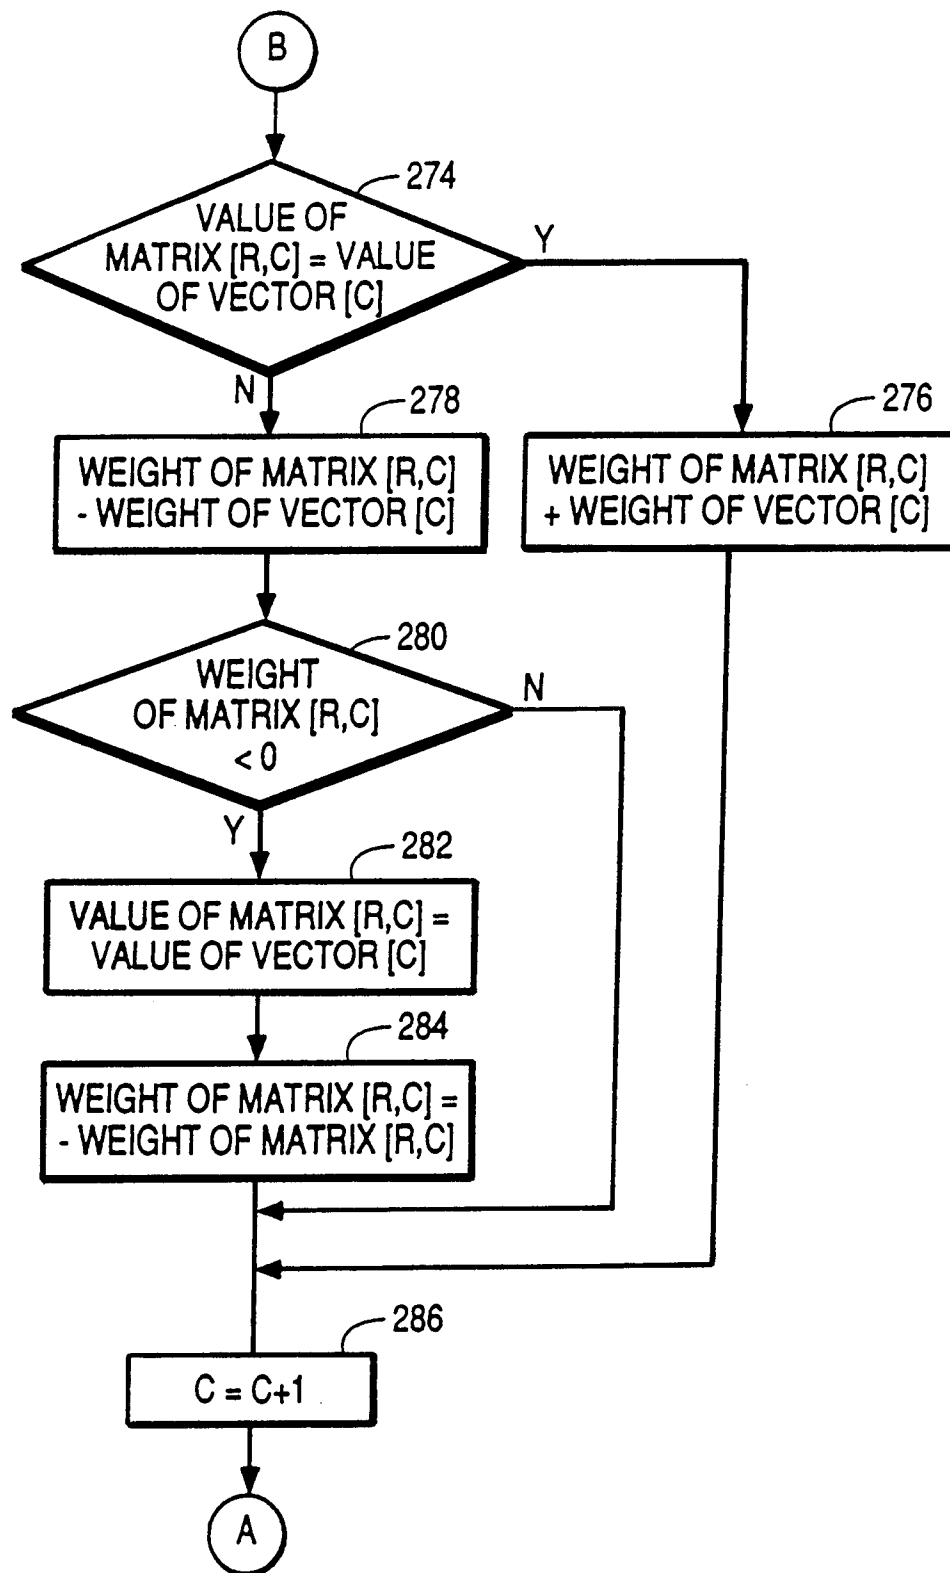 B
274
VALUE OF
MATRIX [R,C] = VALUE
OF VECTOR [C]
Y
N
278
WEIGHT OF MATRIX [R,C]
- WEIGHT OF VECTOR [C]
276
WEIGHT OF MATRIX [R,C]
+ WEIGHT OF VECTOR [C]
280
WEIGHT
OF MATRIX [R,C]
< 0
N
Y
282
VALUE OF MATRIX [R,C] =
VALUE OF VECTOR [C]
284
WEIGHT OF MATRIX [R,C] =
- WEIGHT OF MATRIX [R,C]
286
C = C+1
A